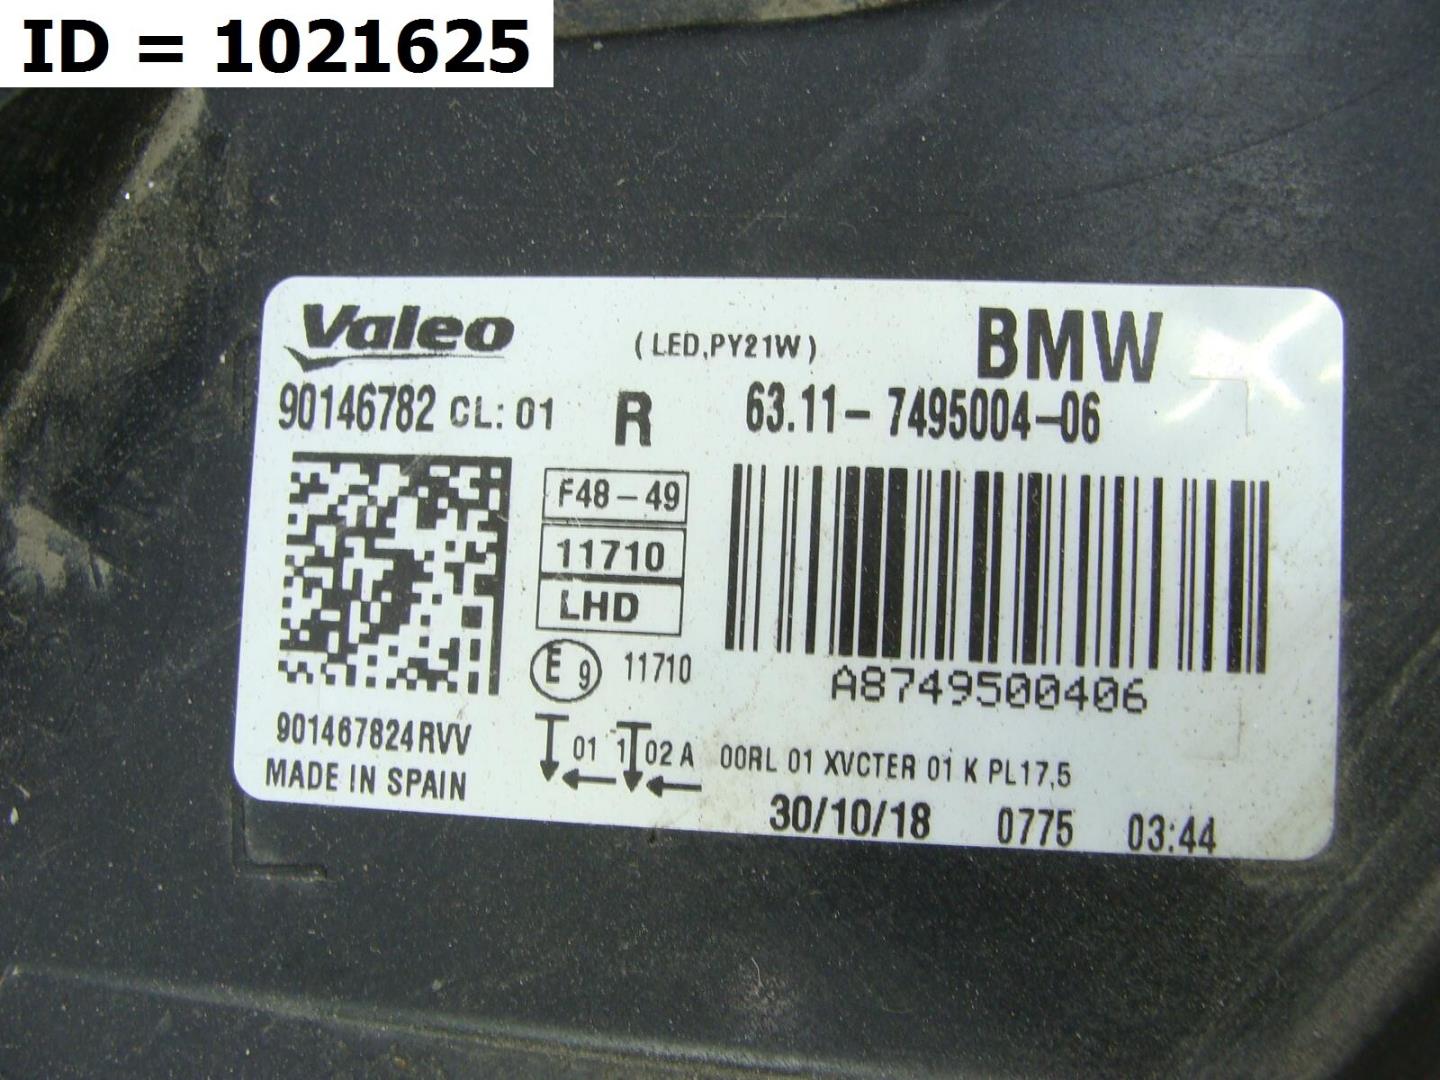 ID = 1021625
Valeo (LED,PY21W) BMW
90146782 CL: 01 R 63.11- 7495004-06
F48-49
11710
LHD
E 9 11710
A8749500406
901467824RVV
01 1 02 A 00RL 01 XVCTER 01 K PL17,5
MADE IN SPAIN
30/10/18 0775 03:44